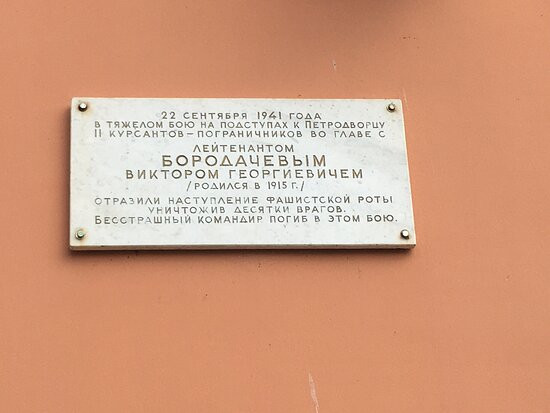 22 СЕНТЯБРЯ 1941 ГОДА
В ТЯЖЕЛОМ БОЮ НА ПОДСТУПАХ К ПЕТРОДВОРЦУ
11 КУРСАНТОВ–ПОГРАНИЧНИКОВ ВО ГЛАВЕ С
ЛЕЙТЕНАНТОМ
БОРОДАЧЕВЫМ
ВИКТОРОМ ГЕОРГИЕВИЧЕМ
/РОДИЛСЯ В 1915 Г./
ОТРАЗИЛИ НАСТУПЛЕНИЕ ФАШИСТСКОЙ РОТЫ
УНИЧТОЖИВ ДЕСЯТКИ ВРАГОВ.
БЕССТРАШНЫЙ КОМАНДИР ПОГИБ В ЭТОМ БОЮ.